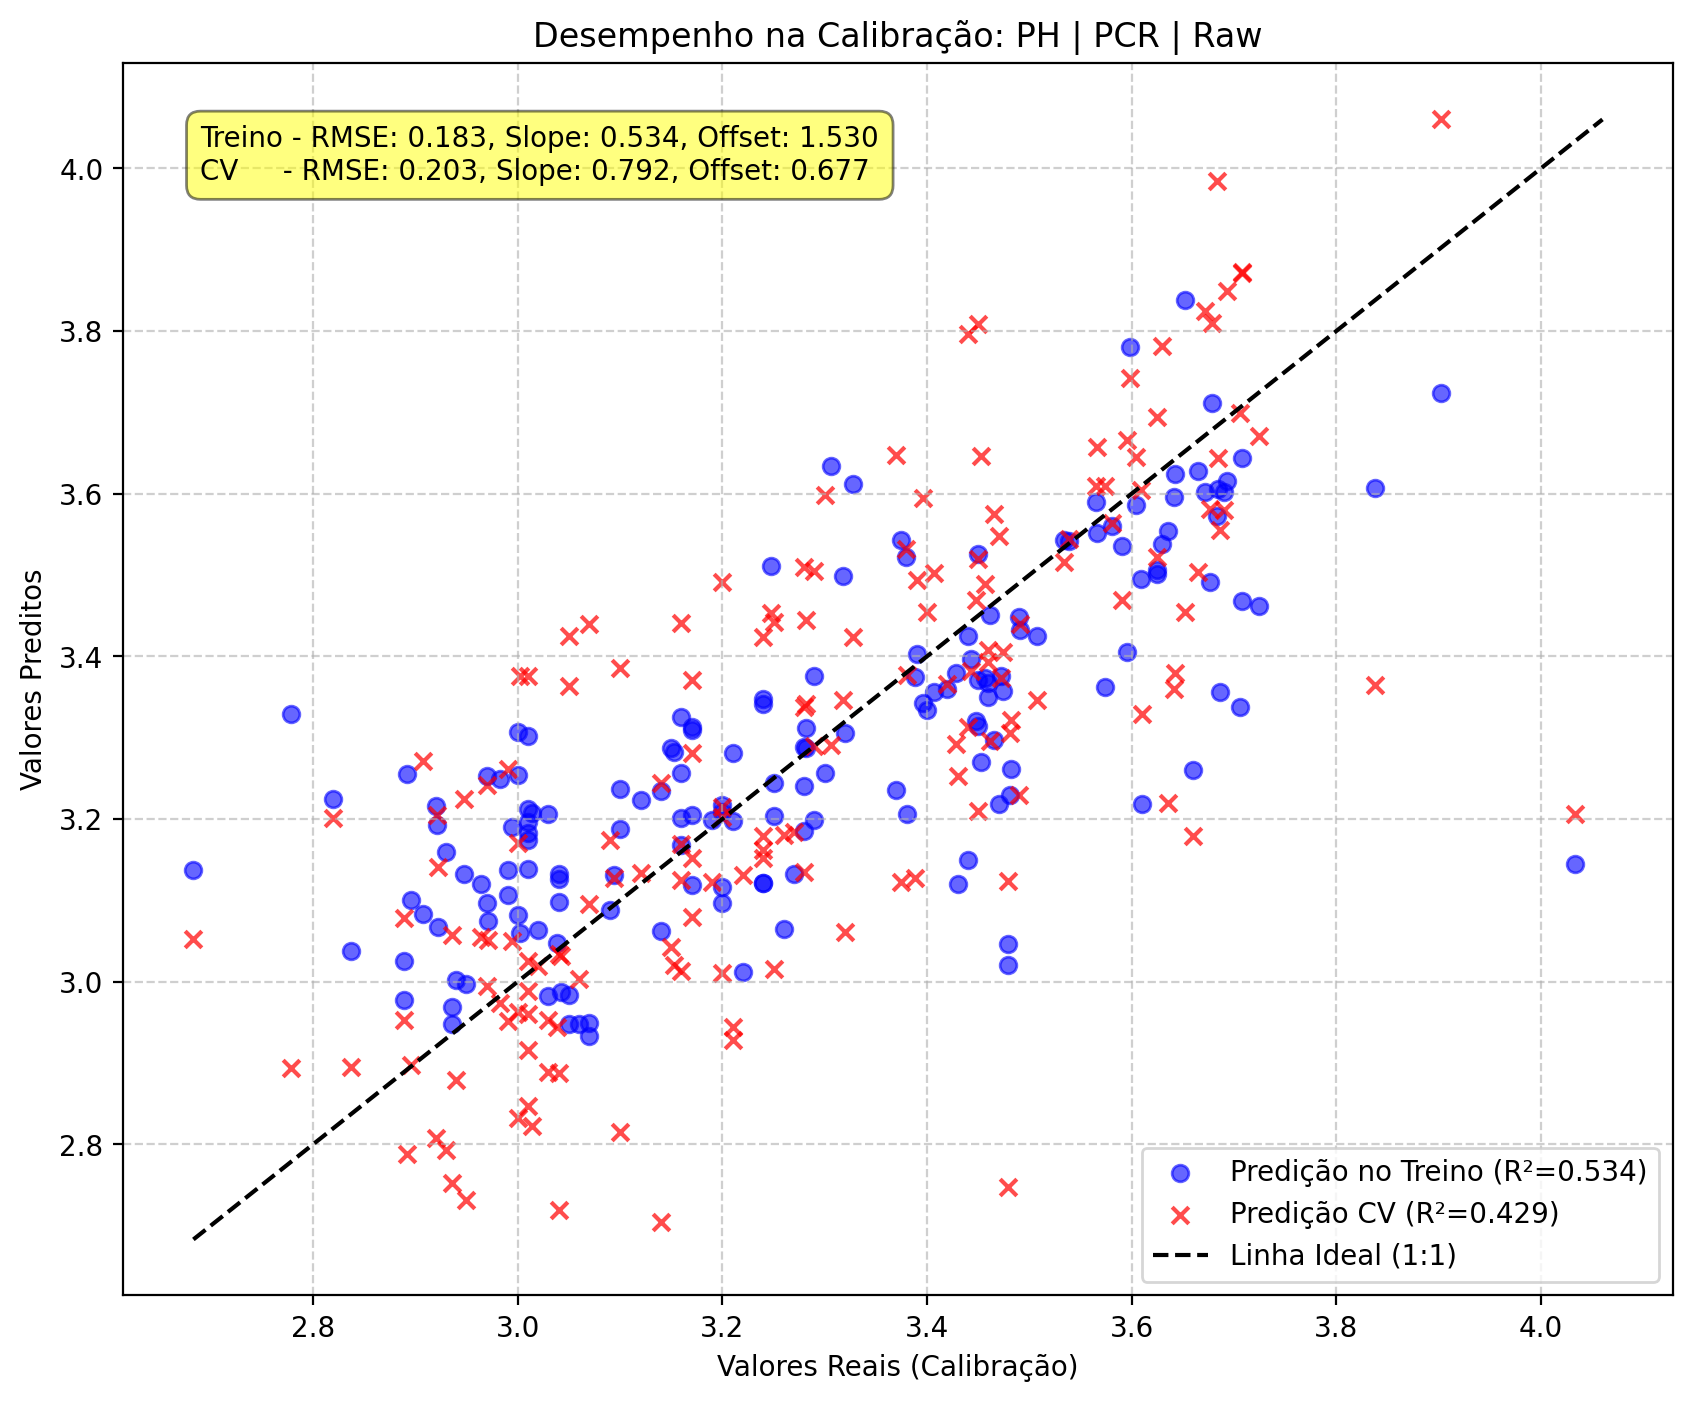 Desempenho na Calibração: PH | PCR | Raw
Treino - RMSE: 0.183, Slope: 0.534, Offset: 1.530
CV - RMSE: 0.203, Slope: 0.792, Offset: 0.677
Valores Preditos
4.0
3.8
3.6
3.4
3.2
3.0
2.8
Predição no Treino (R²=0.534)
Predição CV (R²=0.429)
Linha Ideal (1:1)
2.8 3.0 3.2 3.4 3.6 3.8 4.0
Valores Reais (Calibração)